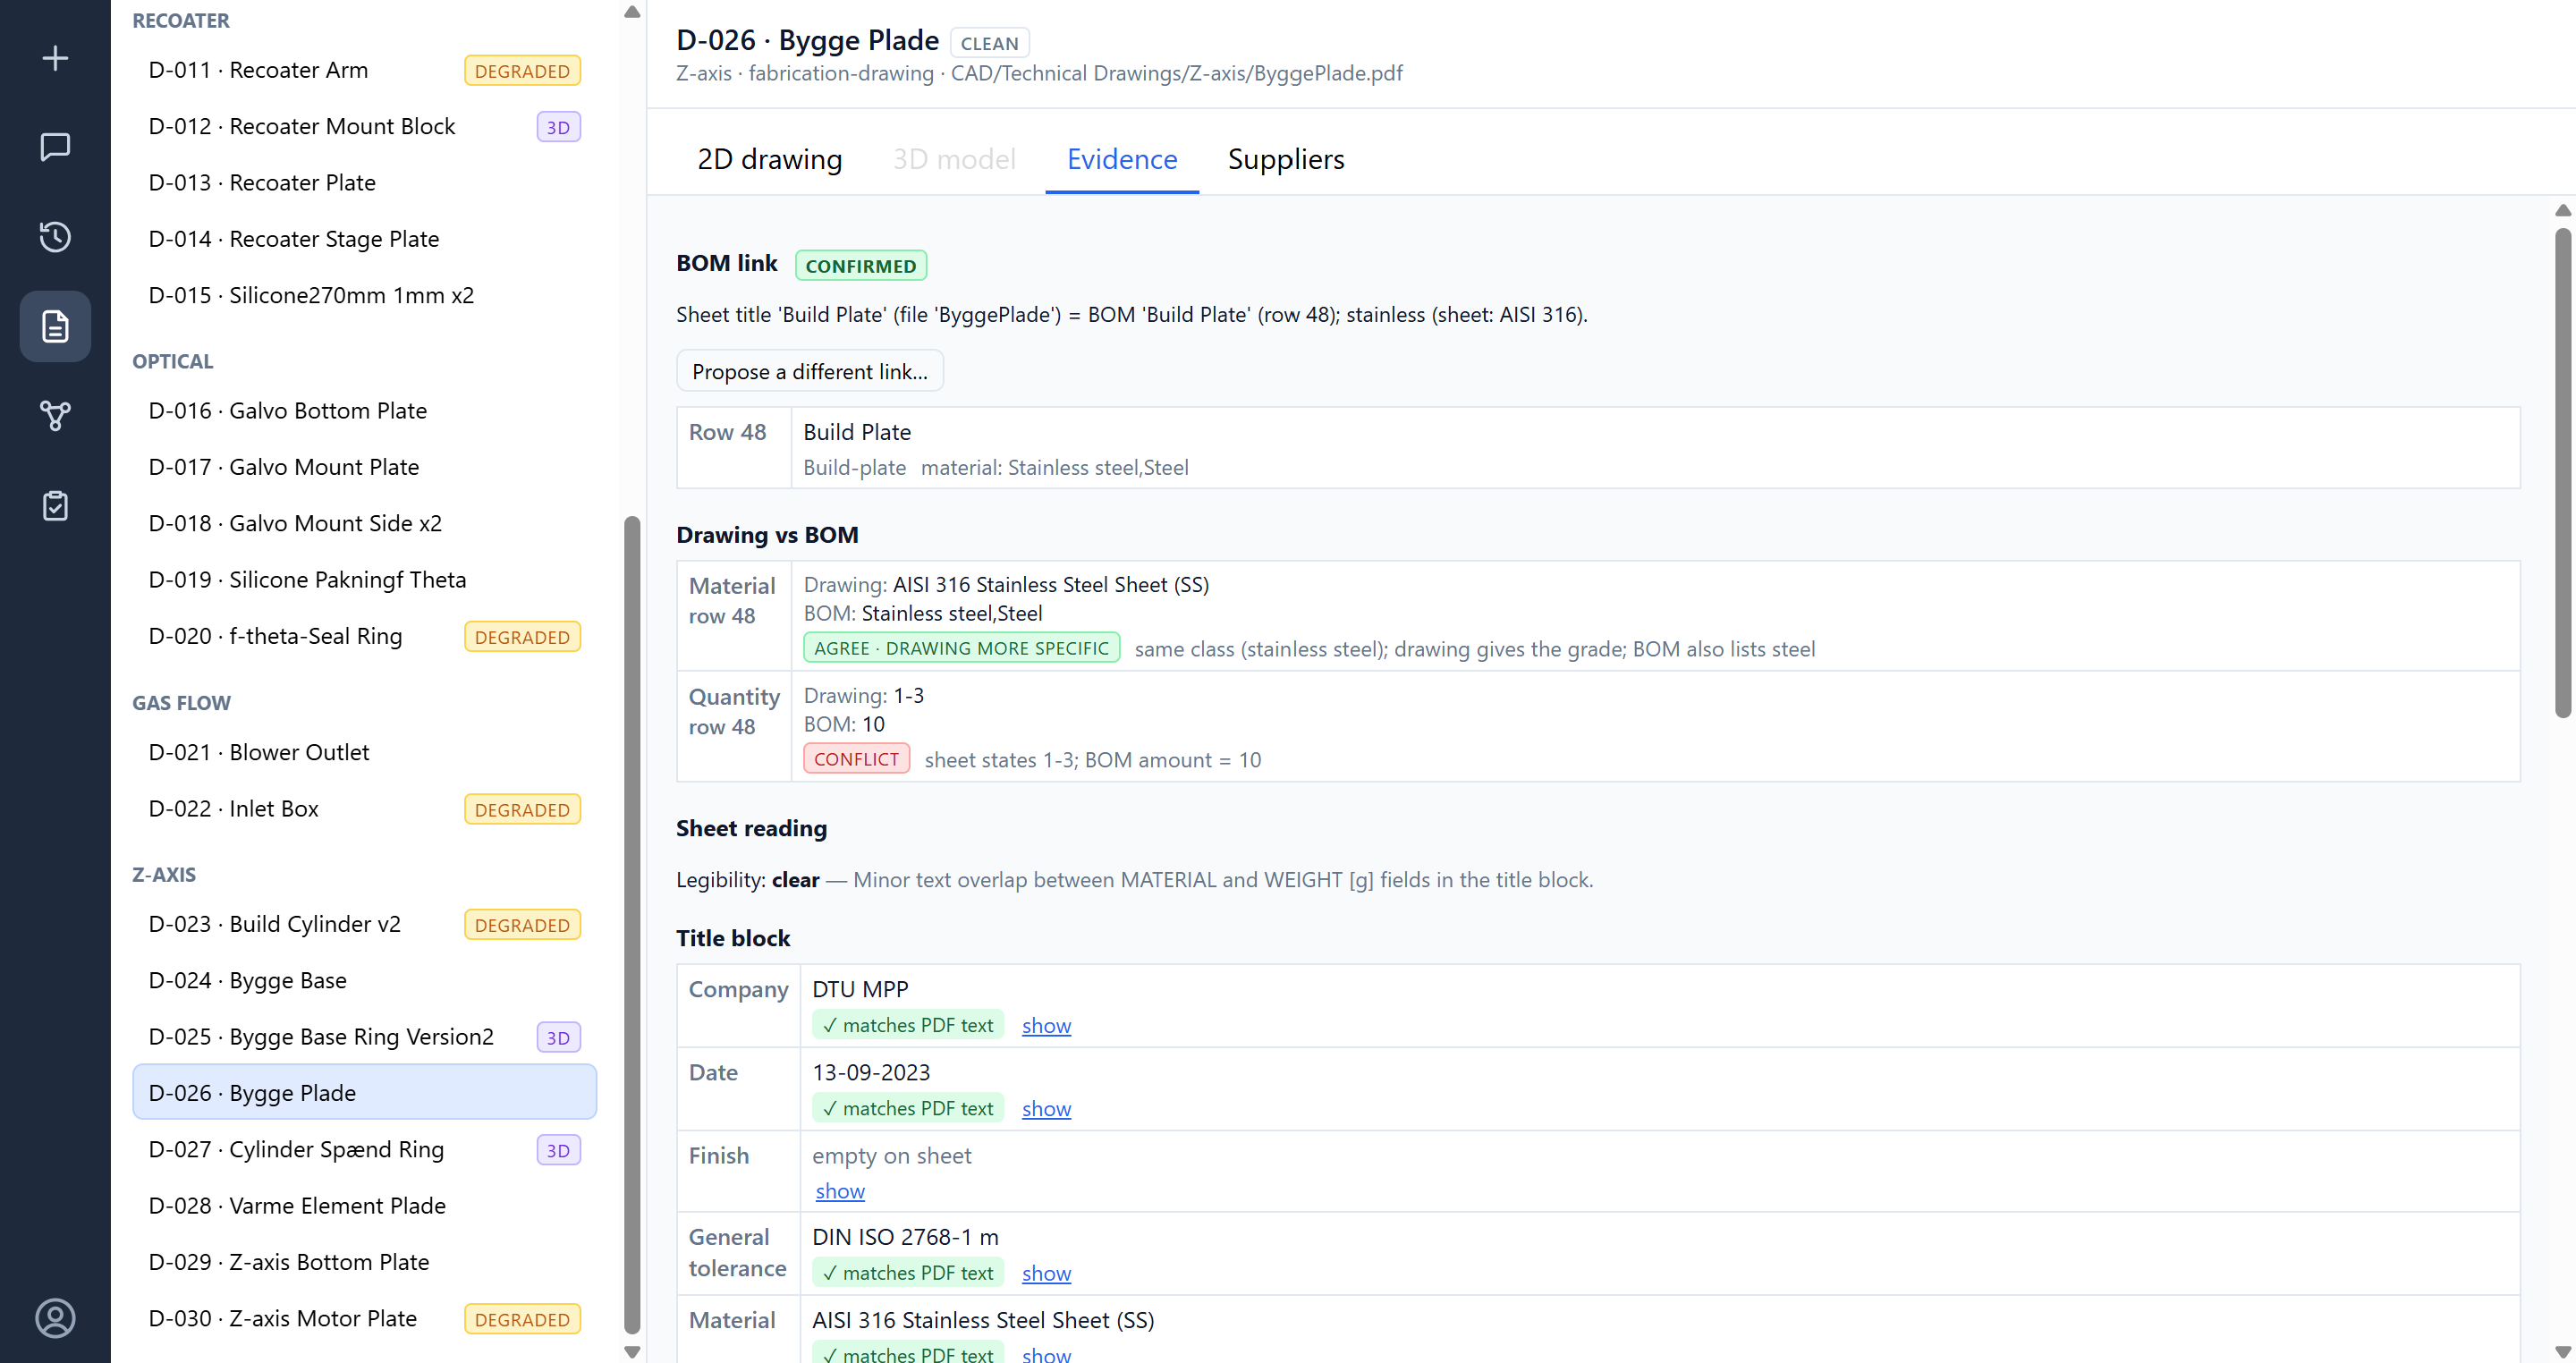 RECOATER
D-011 · Recoater Arm DEGRADED
D-012 · Recoater Mount Block 3D
D-013 · Recoater Plate
D-014 · Recoater Stage Plate
D-015 · Silicone270mm 1mm x2
OPTICAL
D-016 · Galvo Bottom Plate
D-017 · Galvo Mount Plate
D-018 · Galvo Mount Side x2
D-019 · Silicone Pakningf Theta
D-020 · f-theta-Seal Ring DEGRADED
GAS FLOW
D-021 · Blower Outlet
D-022 · Inlet Box DEGRADED
Z-AXIS
D-023 · Build Cylinder v2 DEGRADED
D-024 · Bygge Base
D-025 · Bygge Base Ring Version2 3D
D-026 · Bygge Plade
D-027 · Cylinder Spænd Ring 3D
D-028 · Varme Element Plade
D-029 · Z-axis Bottom Plate
D-030 · Z-axis Motor Plate DEGRADED
D-026 · Bygge Plade CLEAN
Z-axis · fabrication-drawing · CAD/Technical Drawings/Z-axis/ByggePlade.pdf
2D drawing 3D model Evidence Suppliers
BOM link CONFIRMED
Sheet title 'Build Plate' (file 'ByggePlade') = BOM 'Build Plate' (row 48); stainless (sheet: AISI 316).
Propose a different link...
Row 48 Build Plate
Build-plate material: Stainless steel,Steel
Drawing vs BOM
Material row 48
Drawing: AISI 316 Stainless Steel Sheet (SS)
BOM: Stainless steel,Steel
AGREE · DRAWING MORE SPECIFIC same class (stainless steel); drawing gives the grade; BOM also lists steel
Quantity row 48
Drawing: 1-3
BOM: 10
CONFLICT sheet states 1-3; BOM amount = 10
Sheet reading
Legibility: clear — Minor text overlap between MATERIAL and WEIGHT [g] fields in the title block.
Title block
Company DTU MPP
✓ matches PDF text show
Date 13-09-2023
✓ matches PDF text show
Finish empty on sheet
show
General tolerance DIN ISO 2768-1 m
✓ matches PDF text show
Material AISI 316 Stainless Steel Sheet (SS)
✓ matches PDF text show